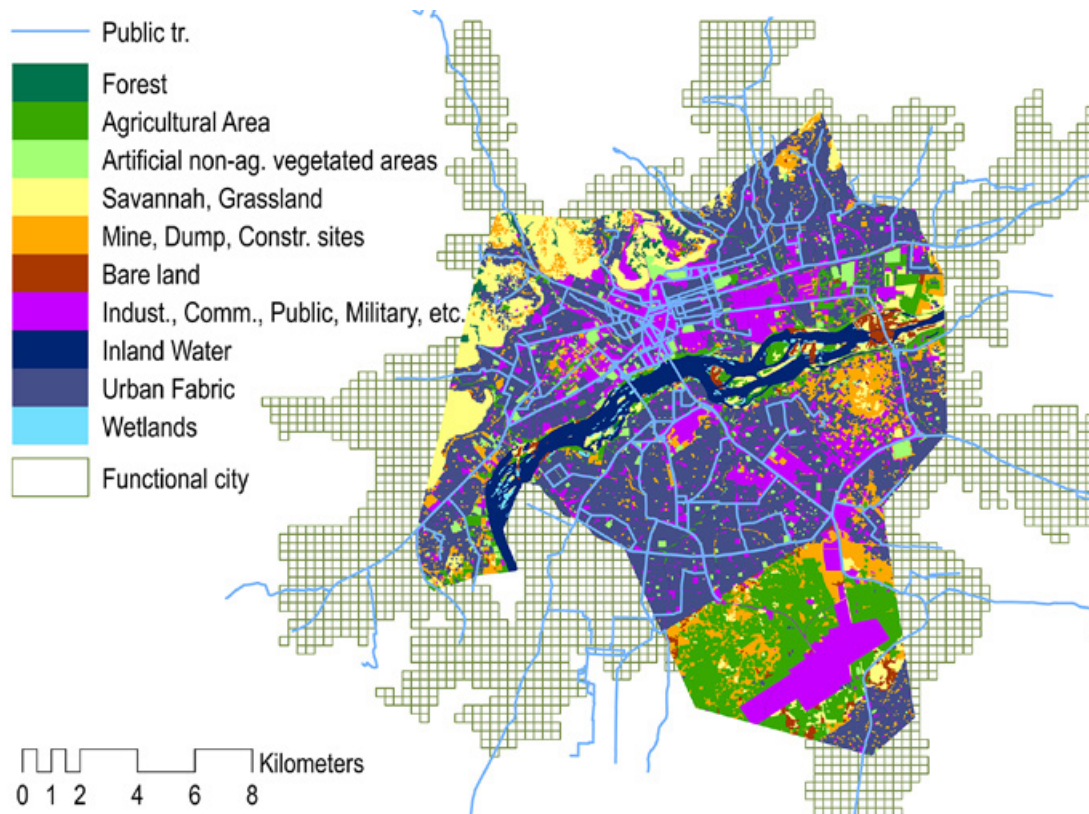 Public tr.
Forest
Agricultural Area
Artificial non-ag. vegetated areas
Savannah, Grassland
Mine, Dump, Constr. sites
Bare land
Indust., Comm., Public, Military, etc.
Inland Water
Urban Fabric
Wetlands
Functional city
Kilometers
0 1 2 4 6 8